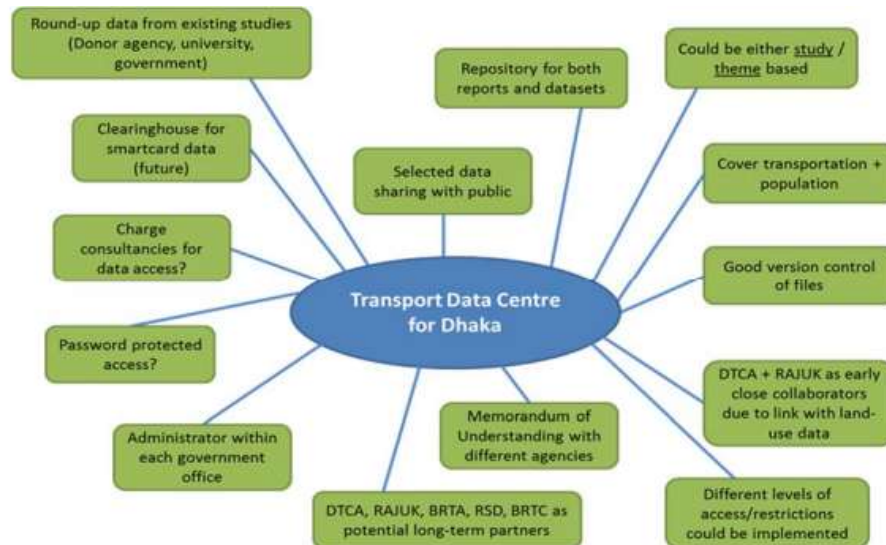 Round-up data from existing studies
(Donor agency, university,
government)
Repository for both
reports and datasets
Could be either study /
theme based
Clearinghouse for
smartcard data
(future)
Selected data
sharing with public
Cover transportation +
population
Charge
consultancies for
data access?
Good version control
of files
Transport Data Centre
for Dhaka
Password protected
access?
DTCA + RAJUK as early
close collaborators
due to link with land-
use data
Administrator within
each government
office
Memorandum of
Understanding with
different agencies
DTCA, RAJUK, BRTA, RSD, BRTC as
potential long-term partners
Different levels of
access/restrictions
could be implemented